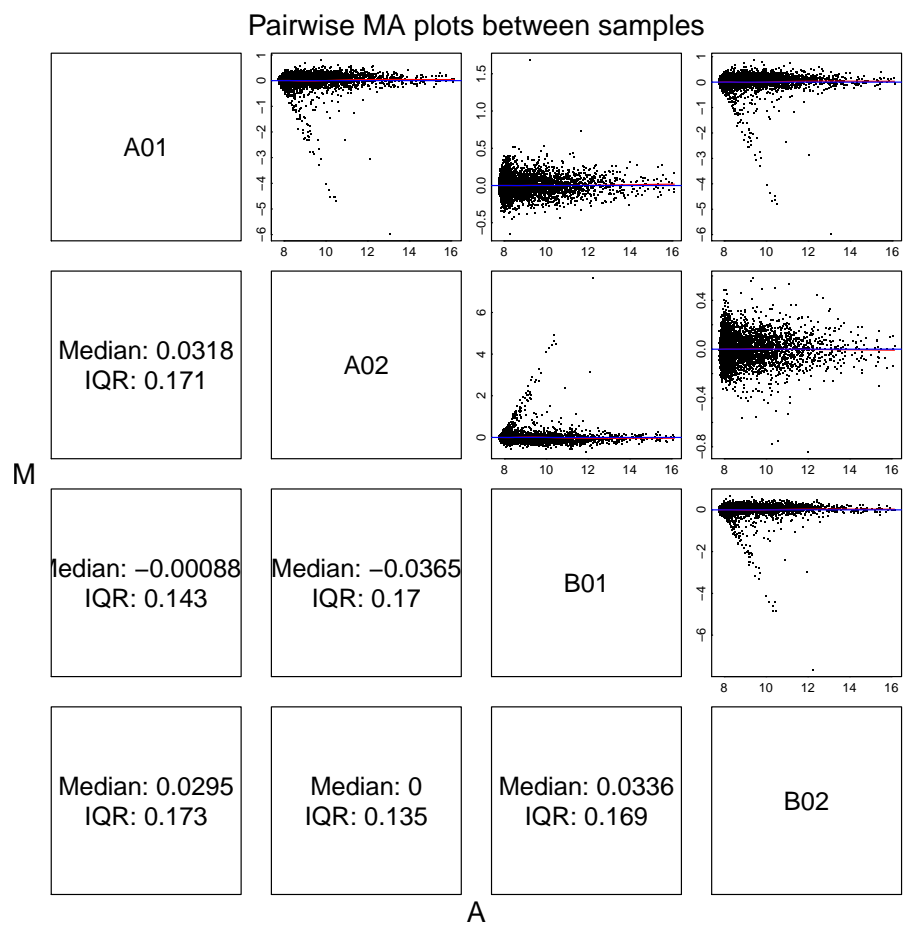 Pairwise MA plots between samples
A01
1
0
−1
−2
−3
−4
−5
−6
8 10 12 14 16
1.5
1.0
0.5
0.0
−0.5
8 10 12 14 16
1
0
−1
−2
−3
−4
−5
−6
8 10 12 14 16
Median: 0.0318
IQR: 0.171
A02
6
4
2
0
8 10 12 14 16
0.4
0.0
−0.4
−0.8
8 10 12 14 16
M
Median: −0.00088
IQR: 0.143
Median: −0.0365
IQR: 0.17
B01
0
−2
−4
−6
8 10 12 14 16
Median: 0.0295
IQR: 0.173
Median: 0
IQR: 0.135
Median: 0.0336
IQR: 0.169
B02
A